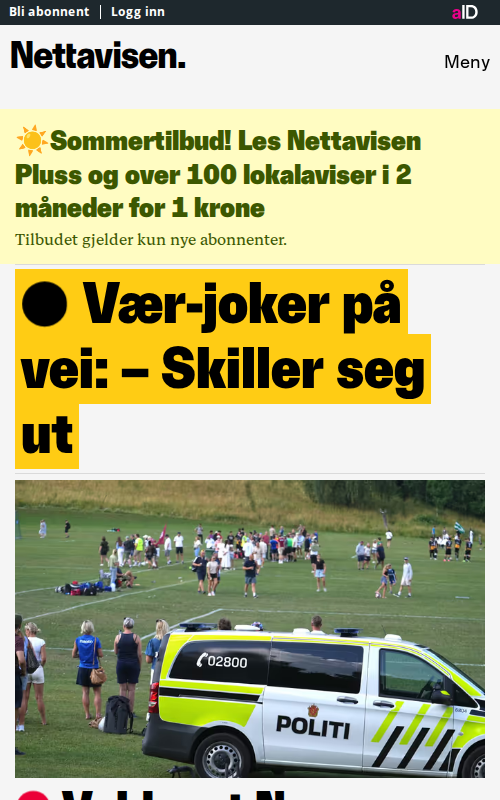 Bli abonnent | Logg inn aID
Nettavisen.
Meny
☀️Sommertilbud! Les Nettavisen
Pluss og over 100 lokalaviser i 2
måneder for 1 krone
Tilbudet gjelder kun nye abonnenter.
Vær-joker på
vei: – Skiller seg
ut
02800
POLITI